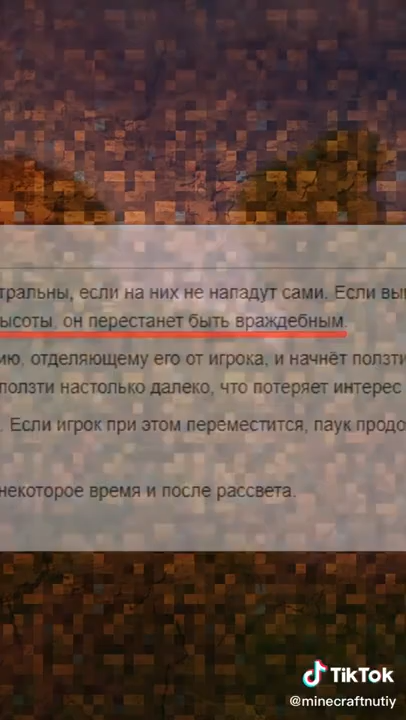 тральны, если на них не нападут сами. Если вы
ысоты, он перестанет быть враждебным.
ию, отделяющему его от игрока, и начнёт ползти
ползти настолько далеко, что потеряет интерес
. Если игрок при этом переместится, паук продо
некоторое время и после рассвета.
TikTok
@minecraftnutiy